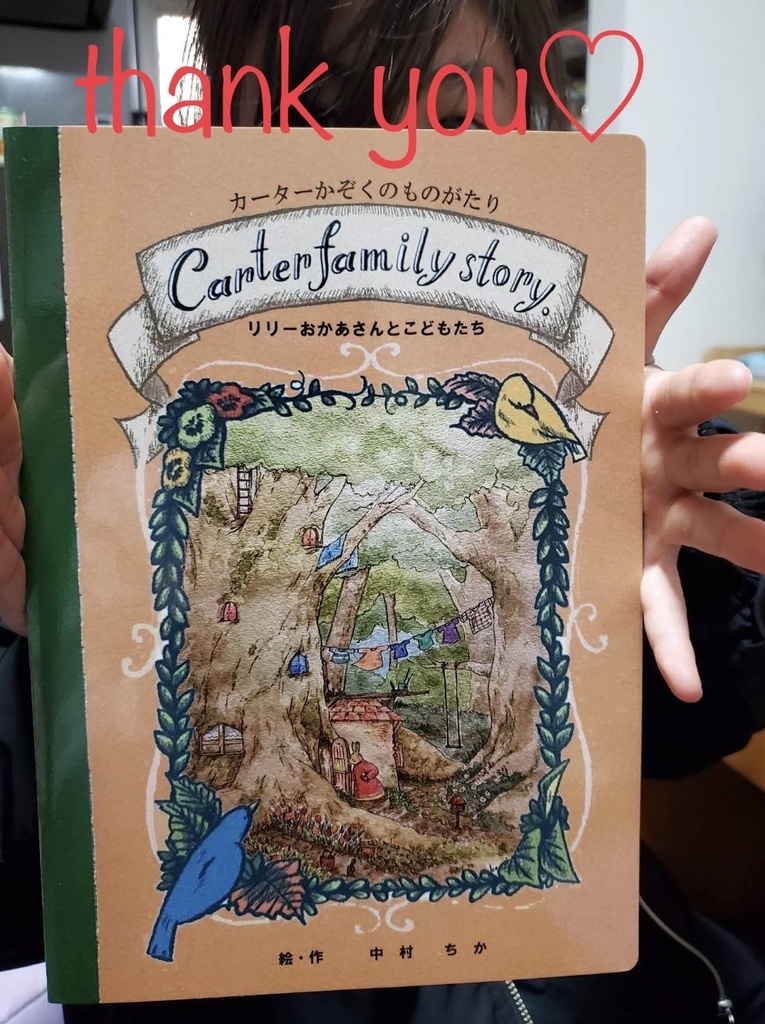 thank you♡
カーターかぞくのものがたり
Carter family story.
リリーおかあさんとこどもたち
絵・作 中村 ちか